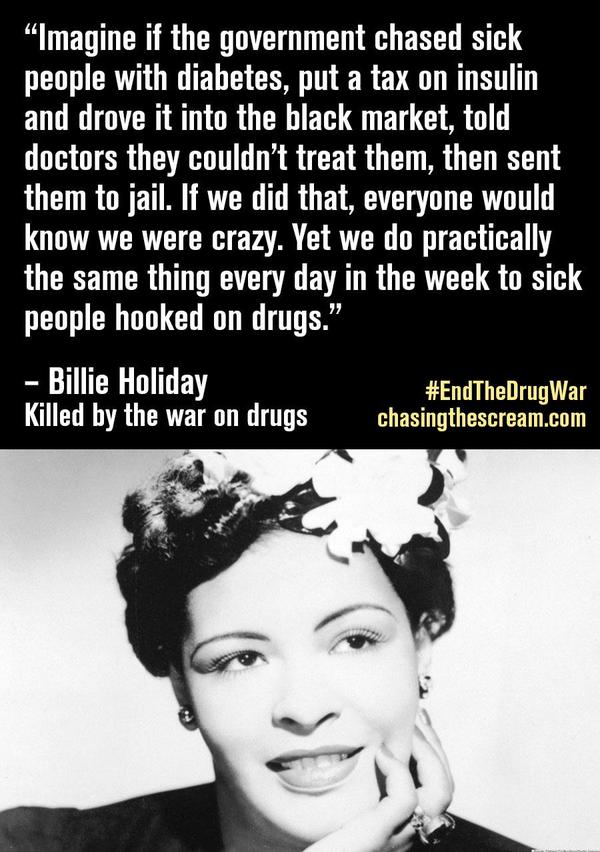 “Imagine if the government chased sick
people with diabetes, put a tax on insulin
and drove it into the black market, told
doctors they couldn’t treat them, then sent
them to jail. If we did that, everyone would
know we were crazy. Yet we do practically
the same thing every day in the week to sick
people hooked on drugs.”
– Billie Holiday
Killed by the war on drugs
#EndTheDrugWar
chasingthescream.com